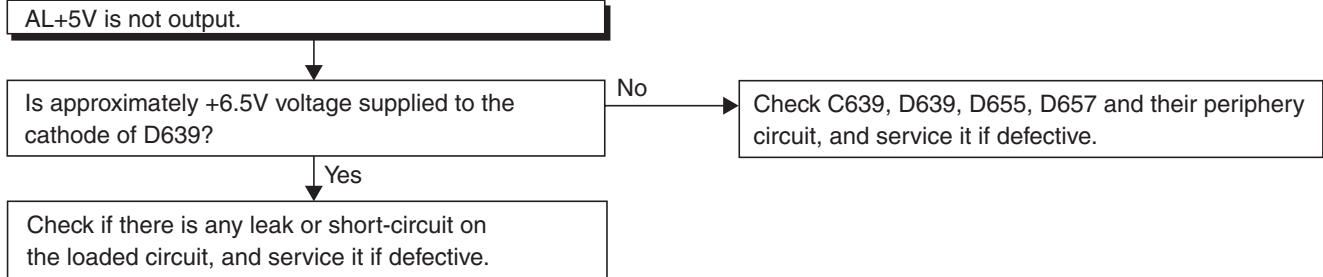 AL+5V is not output.
Is approximately +6.5V voltage supplied to the
cathode of D639?
No
Check C639, D639, D655, D657 and their periphery
circuit, and service it if defective.
Yes
Check if there is any leak or short-circuit on
the loaded circuit, and service it if defective.